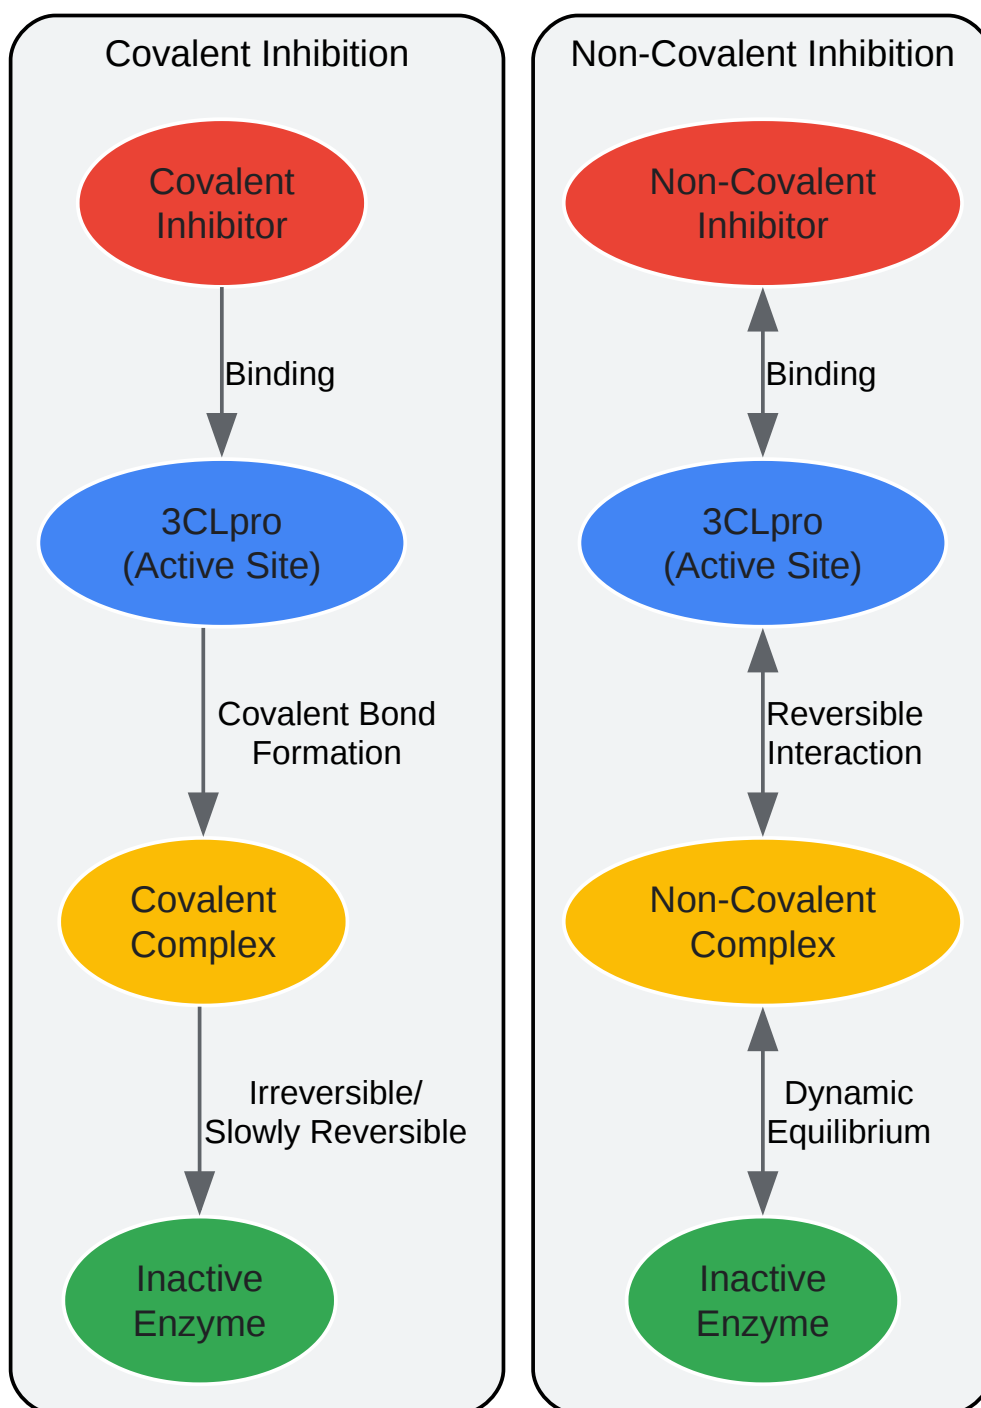 Covalent Inhibition
Covalent
Inhibitor
Binding
3CLpro
(Active Site)
Covalent Bond
Formation
Covalent
Complex
Irreversible/
Slowly Reversible
Inactive
Enzyme
Non-Covalent Inhibition
Non-Covalent
Inhibitor
Binding
3CLpro
(Active Site)
Reversible
Interaction
Non-Covalent
Complex
Dynamic
Equilibrium
Inactive
Enzyme